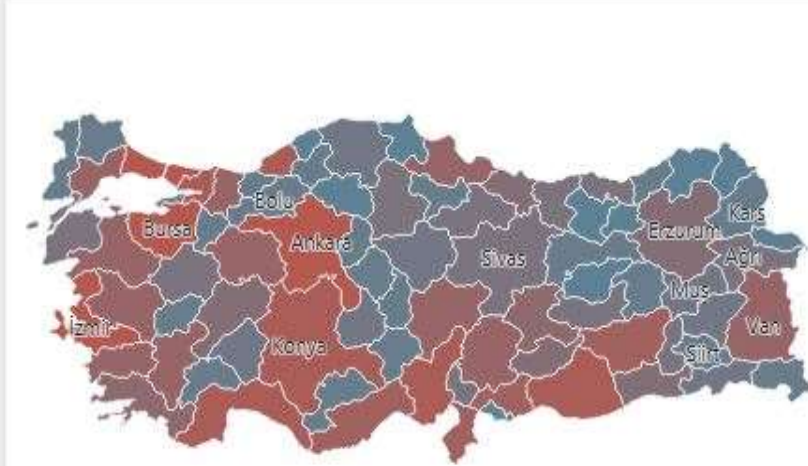 Bolu
Bursa
Ankara
Kars
Erzurum
Sivas
Ağrı
Muş
İzmir
Konya
Van
Siirt